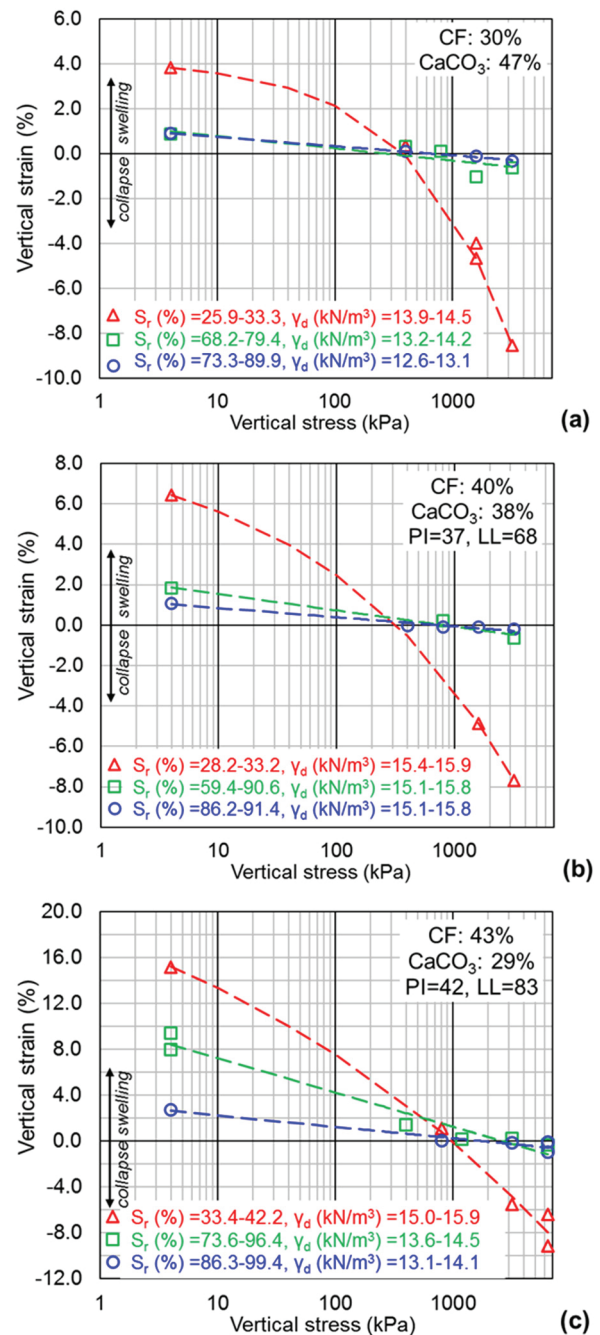 6.0
CF: 30%
CaCO₃: 47%
4.0
2.0
0.0
-2.0
-4.0
-6.0
-8.0
-10.0
Vertical strain (%)
collapse swelling
Sr (%) =25.9-33.3, γd (kN/m³) =13.9-14.5
Sr (%) =68.2-79.4, γd (kN/m³) =13.2-14.2
Sr (%) =73.3-89.9, γd (kN/m³) =12.6-13.1
1 10 100 1000
Vertical stress (kPa)
(a)
8.0
CF: 40%
CaCO₃: 38%
PI=37, LL=68
6.0
4.0
2.0
0.0
-2.0
-4.0
-6.0
-8.0
-10.0
Vertical strain (%)
collapse swelling
Sr (%) =28.2-33.2, γd (kN/m³) =15.4-15.9
Sr (%) =59.4-90.6, γd (kN/m³) =15.1-15.8
Sr (%) =86.2-91.4, γd (kN/m³) =15.1-15.8
1 10 100 1000
Vertical stress (kPa)
(b)
20.0
CF: 43%
CaCO₃: 29%
PI=42, LL=83
16.0
12.0
8.0
4.0
0.0
-4.0
-8.0
-12.0
Vertical strain (%)
collapse swelling
Sr (%) =33.4-42.2, γd (kN/m³) =15.0-15.9
Sr (%) =73.6-96.4, γd (kN/m³) =13.6-14.5
Sr (%) =86.3-99.4, γd (kN/m³) =13.1-14.1
1 10 100 1000
Vertical stress (kPa)
(c)